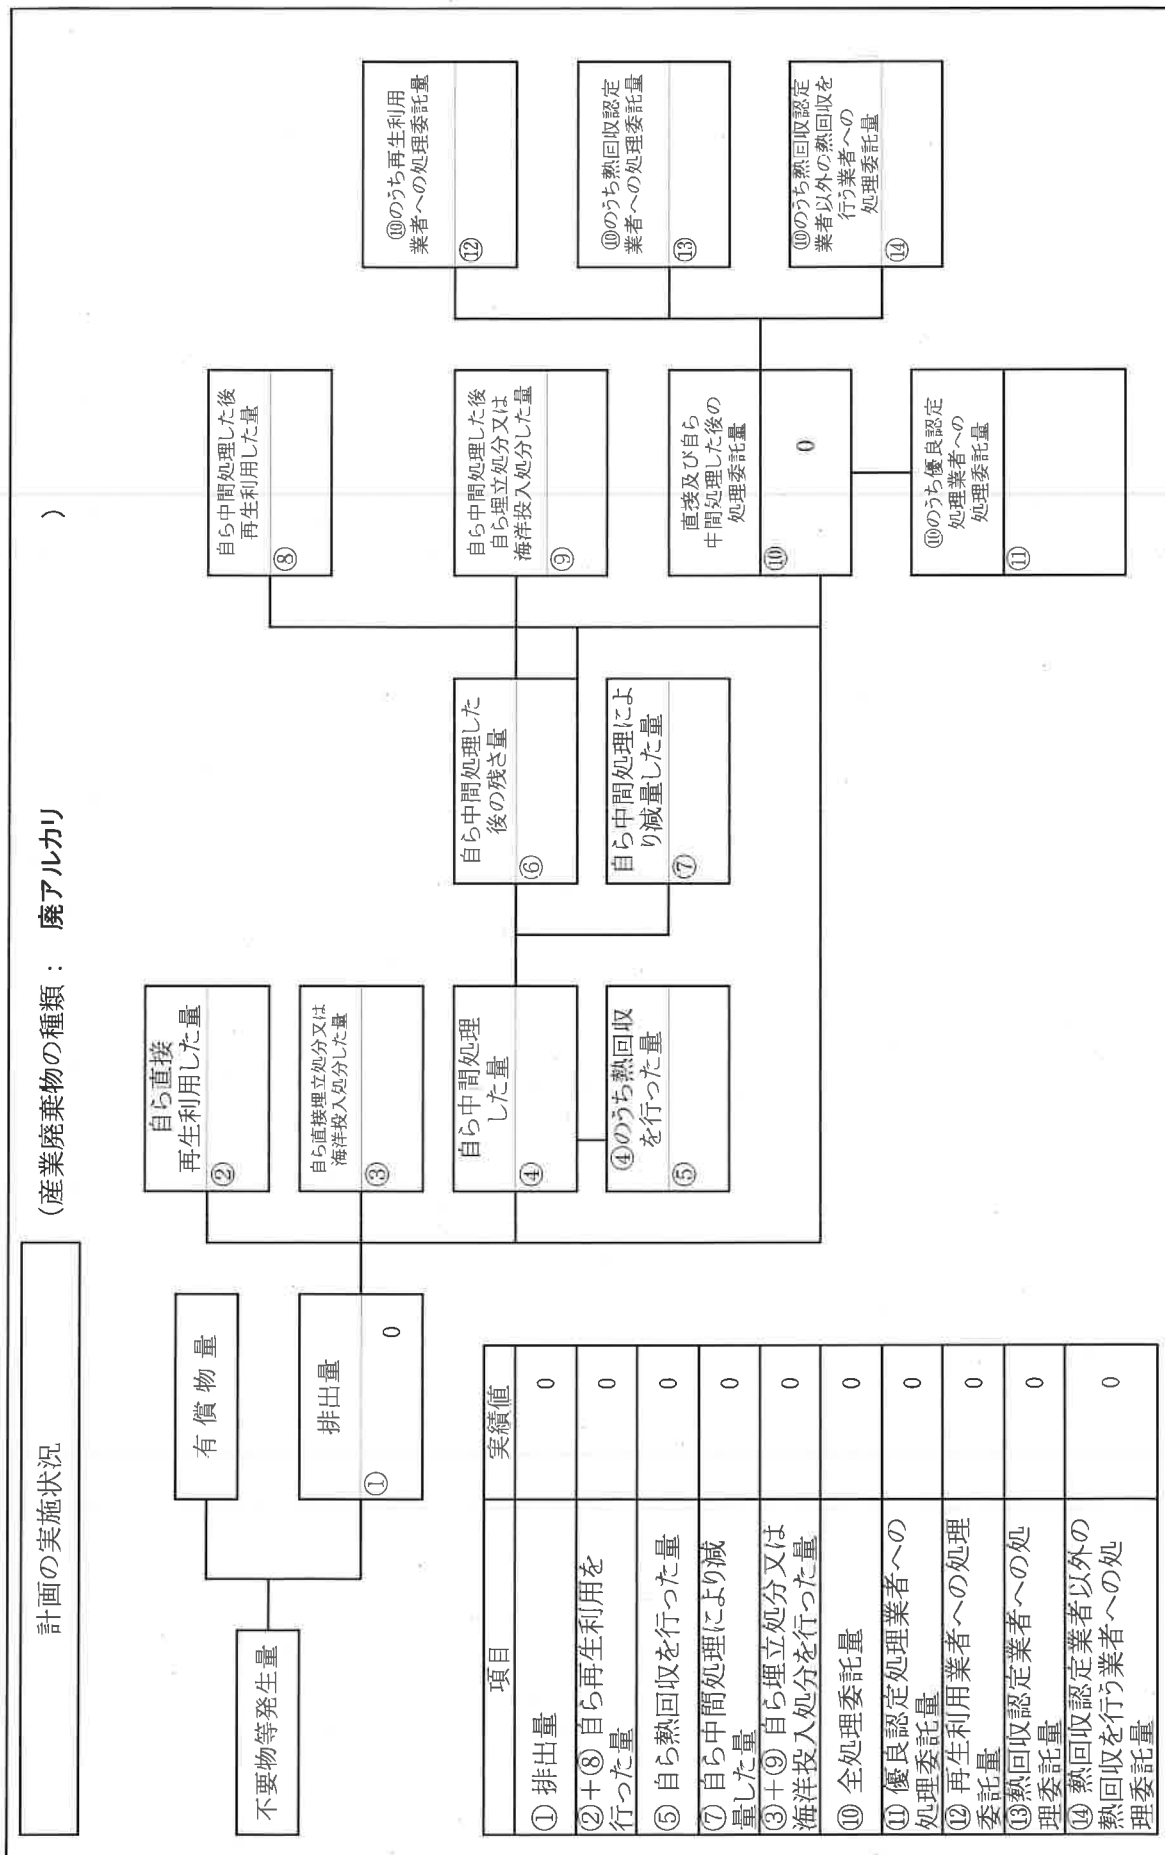 計画の実施状況
（産業廃棄物の種類： 廃アルカリ ）
不要物等発生量
有償物量
排出量
① 0
自ら直接
再生利用した量
②
自ら直接埋立処分又は
海洋投入処分した量
③
自ら中間処理
した量
④
④のうち熱回収
を行った量
⑤
自ら中間処理した
後の残さ量
⑥
自ら中間処理によ
り減量した量
⑦
自ら中間処理した後
再生利用した量
⑧
自ら中間処理した後
自ら埋立処分又は
海洋投入処分した量
⑨
直接及び自ら
中間処理した後の
処理委託量
⑩ 0
⑩のうち優良認定
処理業者への
処理委託量
⑪
⑩のうち再生利用
業者への処理委託量
⑫
⑩のうち熱回収認定
業者への処理委託量
⑬
⑩のうち熱回収認定
業者以外の熱回収を
行う業者への
処理委託量
⑭
項目 実績値
① 排出量 0
②＋⑧ 自ら再生利用を
行った量 0
⑤ 自ら熱回収を行った量 0
⑦ 自ら中間処理により減
量した量 0
③＋⑨ 自ら埋立処分又は
海洋投入処分を行った量 0
⑩ 全処理委託量 0
⑪ 優良認定処理業者への
処理委託量 0
⑫ 再生利用業者への処理
委託量 0
⑬ 熱回収認定業者への処
理委託量 0
⑭ 熱回収認定業者以外の
熱回収を行う業者への処
理委託量 0